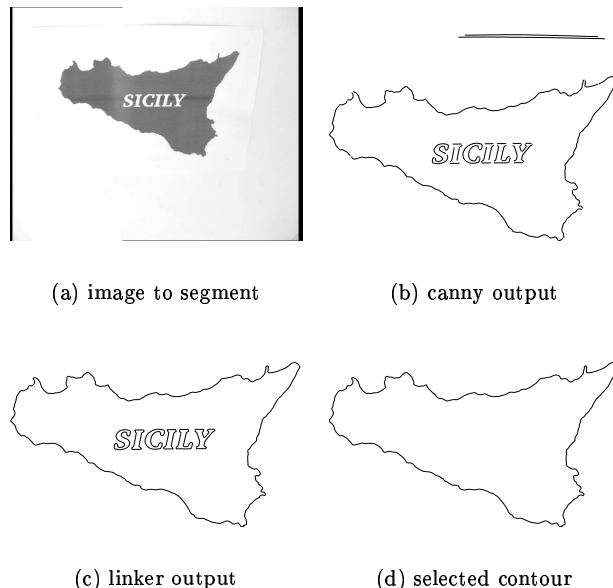 SICILY
SICILY
(a) image to segment
(b) canny output
SICILY
(c) linker output
(d) selected contour